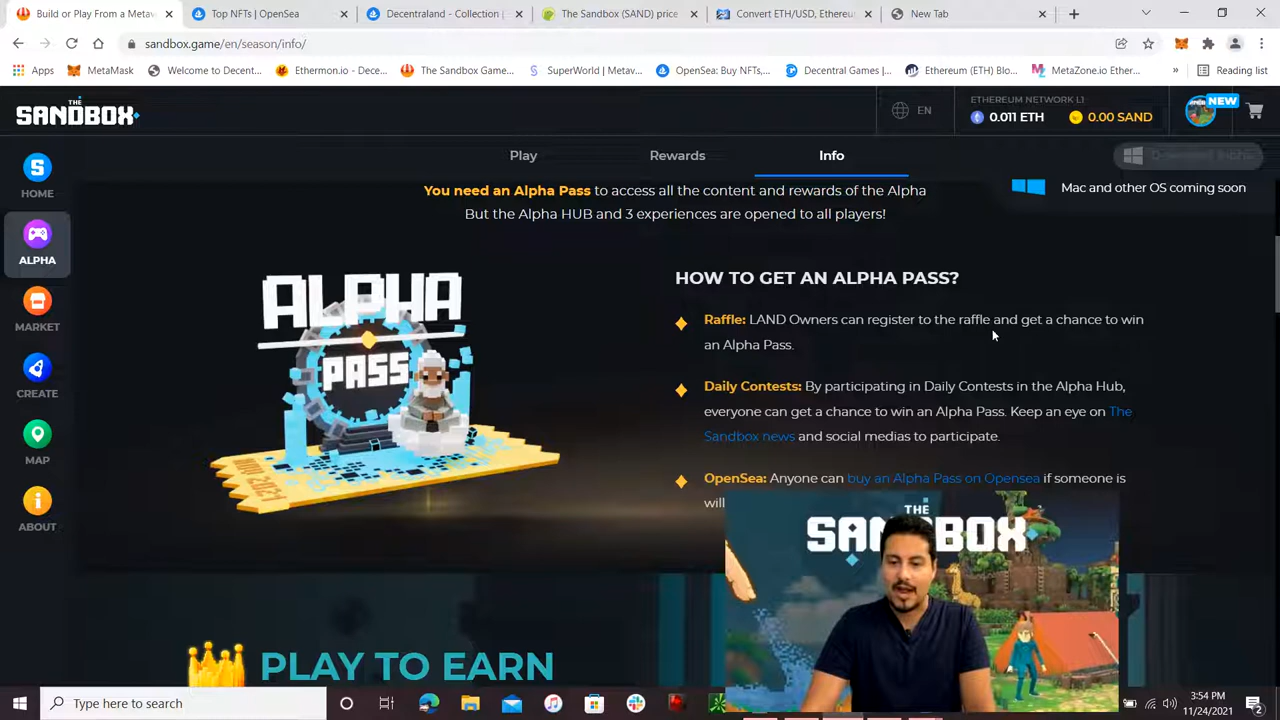 Build or Play From a Metav
Top NFTs | OpenSea
Decentraland - Collection |
The Sandbox (SAND) price
Convert ETH/USD, Ethereu
New Tab
sandbox.game/en/season/info/
Apps
MetaMask
Welcome to Decent...
Ethermon.io - Dece...
The Sandbox Game...
SuperWorld | Metav...
OpenSea: Buy NFTs,...
Decentral Games |...
Ethereum (ETH) Blo...
MetaZone.io Ether...
Reading list
THE
SANDBOX
EN
ETHEREUM NETWORK L1
0.011 ETH
0.00 SAND
NEW
Play
Rewards
Info
HOME
ALPHA
MARKET
CREATE
MAP
ABOUT
You need an Alpha Pass to access all the content and rewards of the Alpha
But the Alpha HUB and 3 experiences are opened to all players!
Mac and other OS coming soon
ALPHA
PASS
HOW TO GET AN ALPHA PASS?
Raffle: LAND Owners can register to the raffle and get a chance to win
an Alpha Pass.
Daily Contests: By participating in Daily Contests in the Alpha Hub,
everyone can get a chance to win an Alpha Pass. Keep an eye on The
Sandbox news and social medias to participate.
OpenSea: Anyone can buy an Alpha Pass on Opensea if someone is
will
THE
PLAY TO EARN
Type here to search
3:54 PM
11/24/2021
2